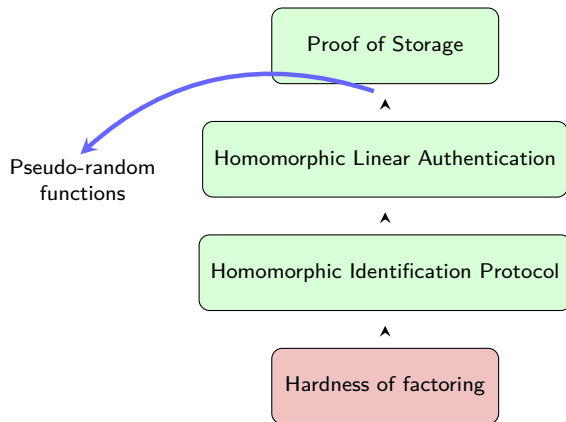 Proof of Storage
Homomorphic Linear Authentication
Pseudo-random
functions
Homomorphic Identification Protocol
Hardness of factoring